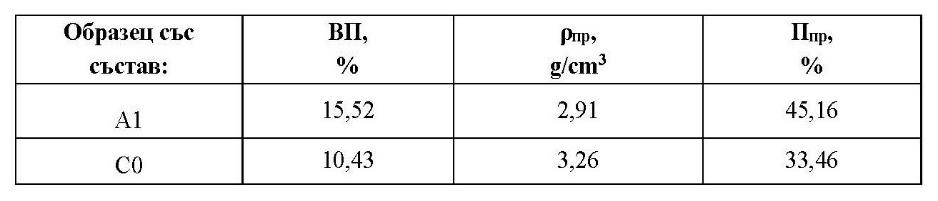 Образец със състав: ВП, % ρпр, g/cm³ Ппр, %
А1 15,52 2,91 45,16
С0 10,43 3,26 33,46